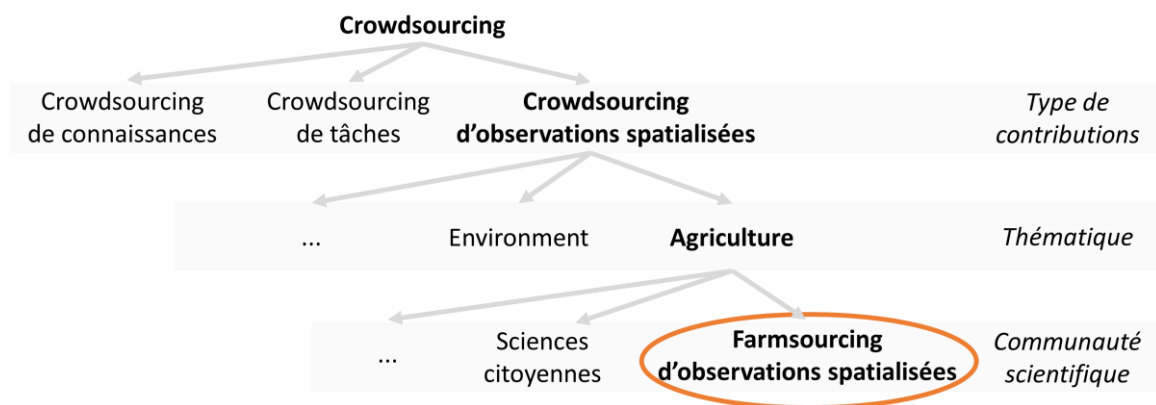 Crowdsourcing
Crowdsourcing
de connaissances
Crowdsourcing
de tâches
Crowdsourcing
d'observations spatialisées
Type de
contributions
...
Environment
Agriculture
Thématique
...
Sciences
citoyennes
Farmsourcing
d'observations spatialisées
Communauté
scientifique